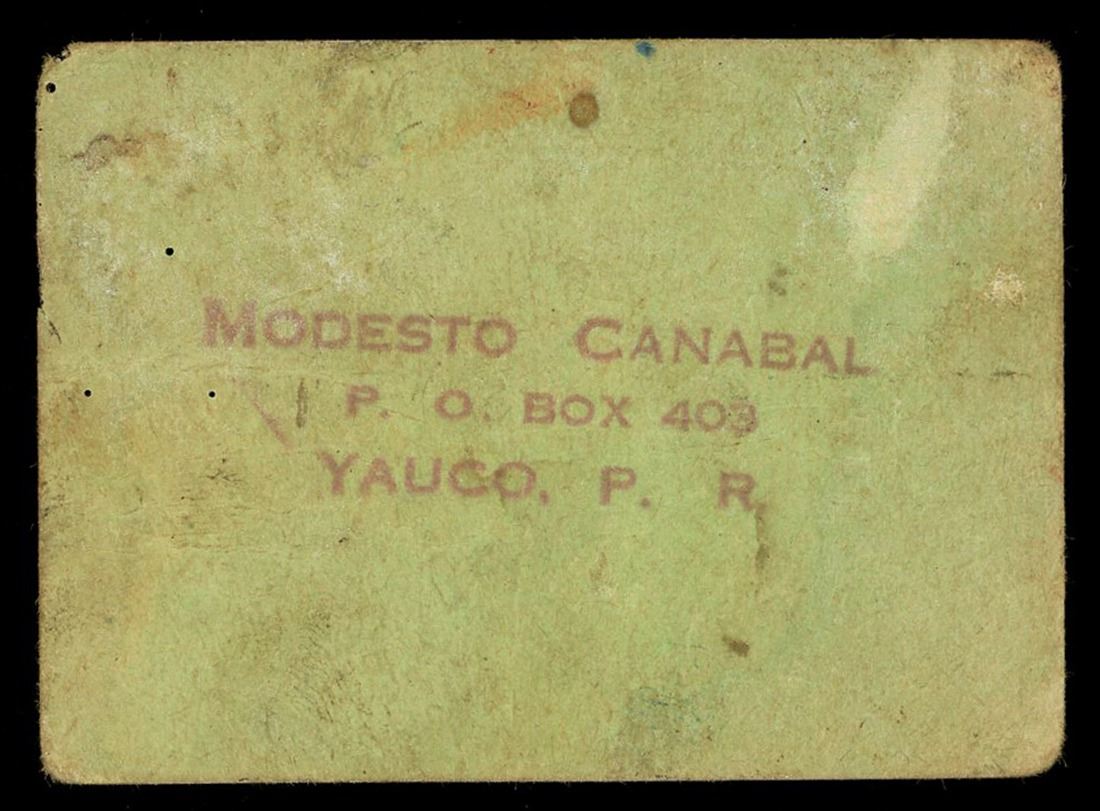 MODESTO CANABAL
P. O. BOX 403
YAUCO, P. R.